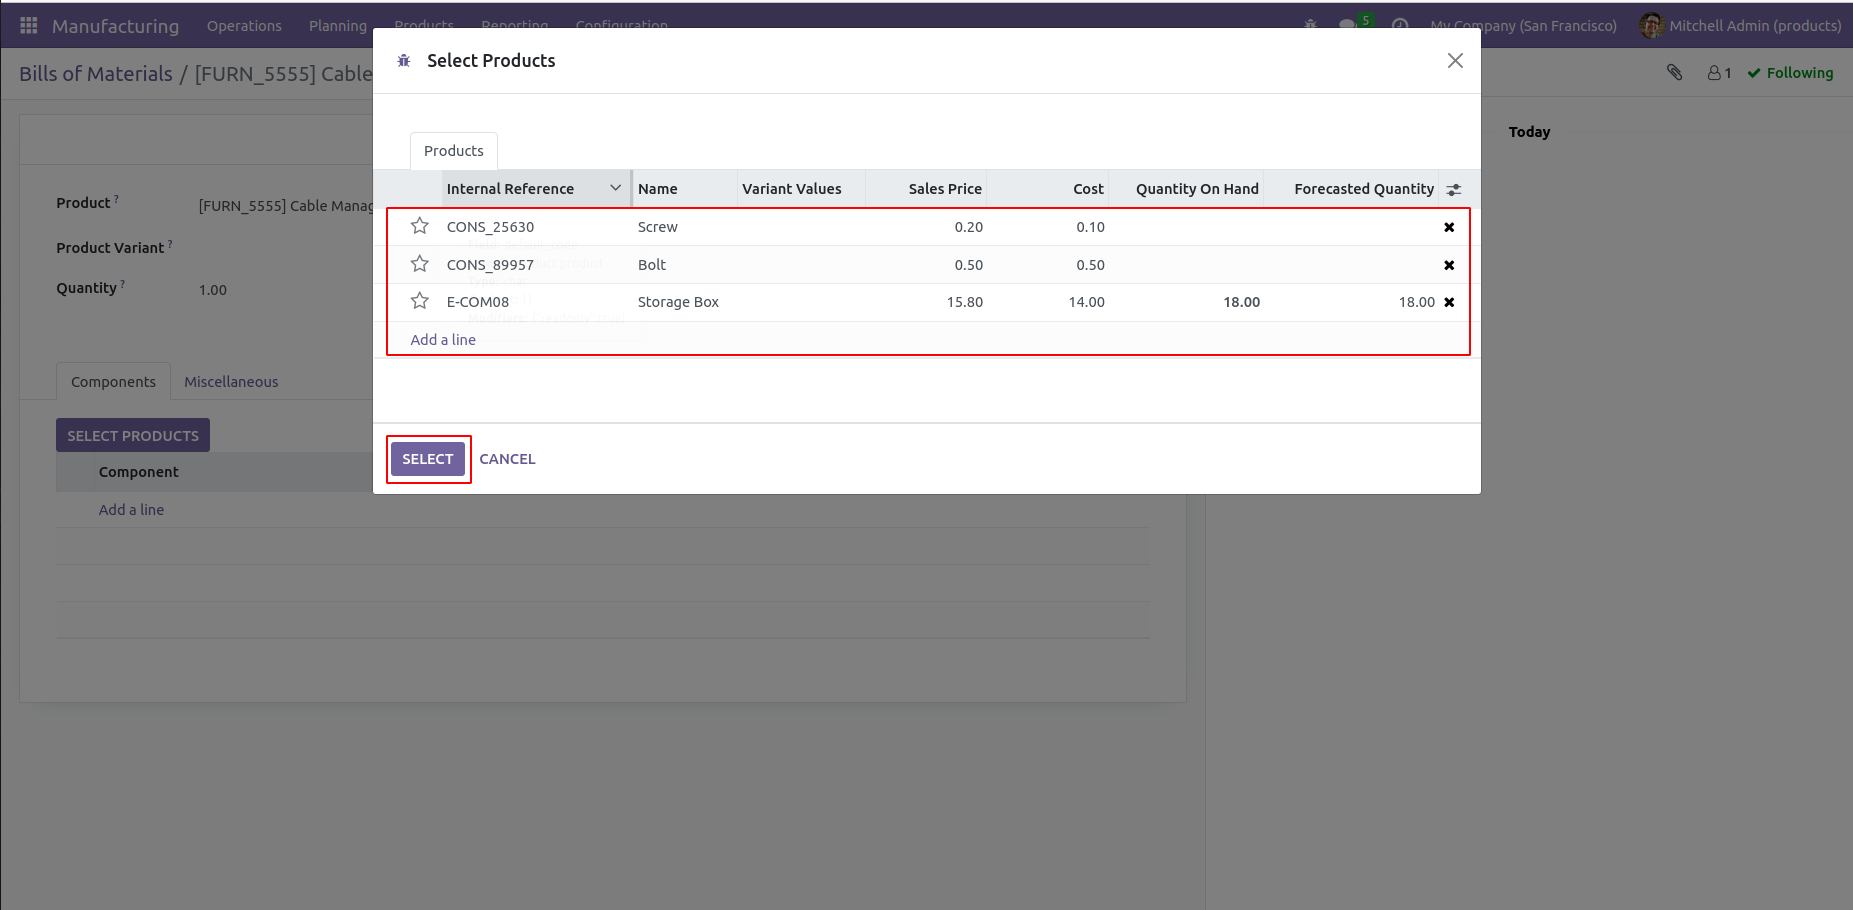 Manufacturing Operations Planning Products Reporting Configuration 5 My Company (San Francisco) Mitchell Admin (products)
Bills of Materials / [FURN_5555] Cable
Select Products
1 Following
Today
Products
Internal Reference Name Variant Values Sales Price Cost Quantity On Hand Forecasted Quantity
CONS_25630 Screw 0.20 0.10
CONS_89957 Bolt 0.50 0.50
E-COM08 Storage Box 15.80 14.00 18.00 18.00
Add a line
SELECT CANCEL
Product ? [FURN_5555] Cable Manag
Product Variant ?
Quantity ? 1.00
Components Miscellaneous
SELECT PRODUCTS
Component
Add a line